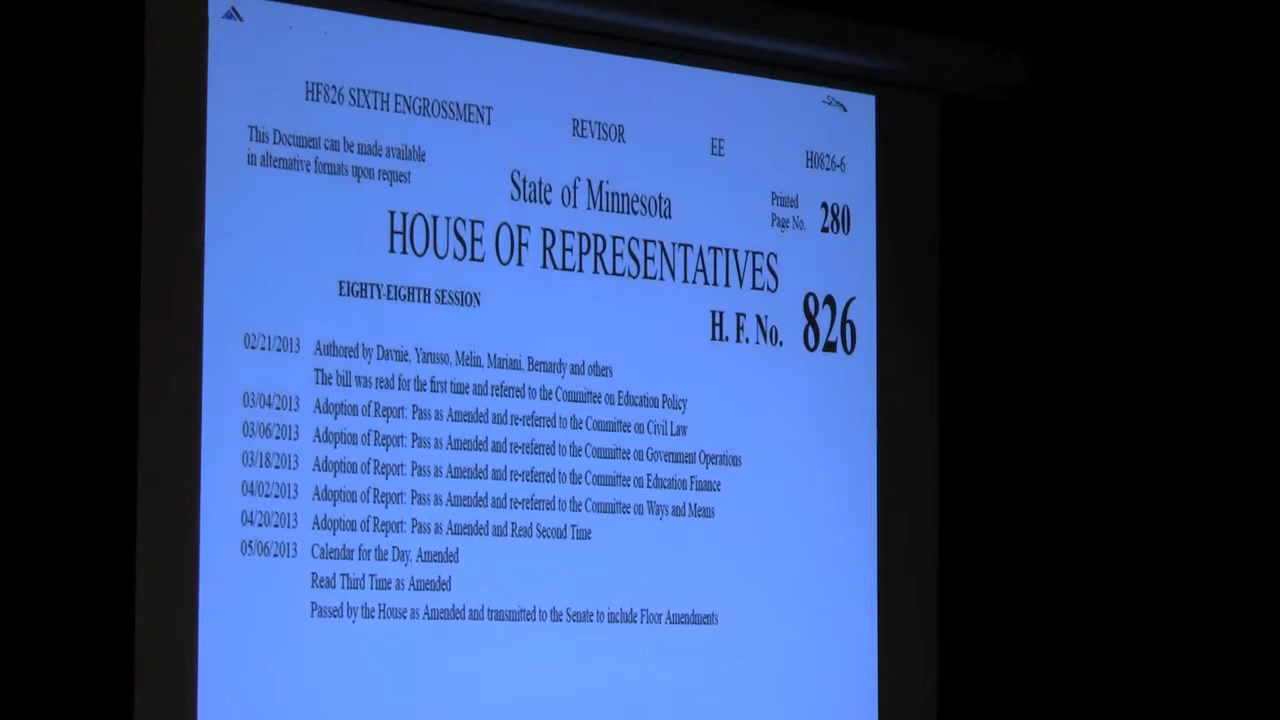 HF826 SIXTH ENGROSSMENT REVISOR EE H0826-6
This Document can be made available
in alternative formats upon request
State of Minnesota
Printed
Page No. 280
HOUSE OF REPRESENTATIVES
EIGHTY-EIGHTH SESSION
H. F. No. 826
02/21/2013 Authored by Davnie, Yarusso, Melin, Mariani, Bernardy and others
The bill was read for the first time and referred to the Committee on Education Policy
03/04/2013 Adoption of Report: Pass as Amended and re-referred to the Committee on Civil Law
03/06/2013 Adoption of Report: Pass as Amended and re-referred to the Committee on Government Operations
03/18/2013 Adoption of Report: Pass as Amended and re-referred to the Committee on Education Finance
04/02/2013 Adoption of Report: Pass as Amended and re-referred to the Committee on Ways and Means
04/20/2013 Adoption of Report: Pass as Amended and Read Second Time
05/06/2013 Calendar for the Day, Amended
Read Third Time as Amended
Passed by the House as Amended and transmitted to the Senate to include Floor Amendments